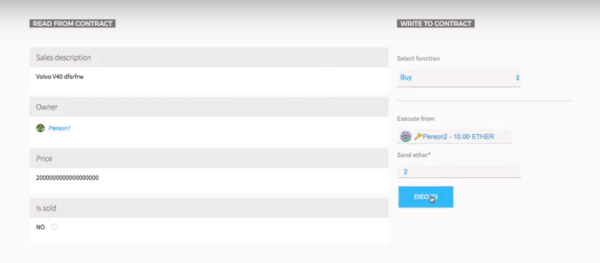 READ FROM CONTRACT
Sales description
Volvo V40 dfsrfrw
Owner
Person1
Price
2000000000000000000
Is sold
NO
WRITE TO CONTRACT
Select function
Buy
Execute from
Person2 - 10.00 ETHER
Send ether*
2
EXECUTE